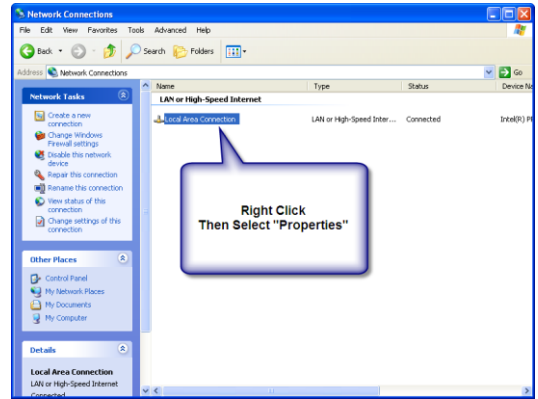 Network Connections
File Edit View Favorites Tools Advanced Help
Back Search Folders
Address Network Connections Go
Name Type Status Device Na
LAN or High-Speed Internet
Local Area Connection LAN or High-Speed Inter... Connected Intel(R) P
Network Tasks
Create a new
connection
Change Windows
Firewall settings
Disable this network
device
Repair this connection
Rename this connection
View status of this
connection
Change settings of this
connection
Right Click
Then Select "Properties"
Other Places
Control Panel
My Network Places
My Documents
My Computer
Details
Local Area Connection
LAN or High-Speed Internet
Connected